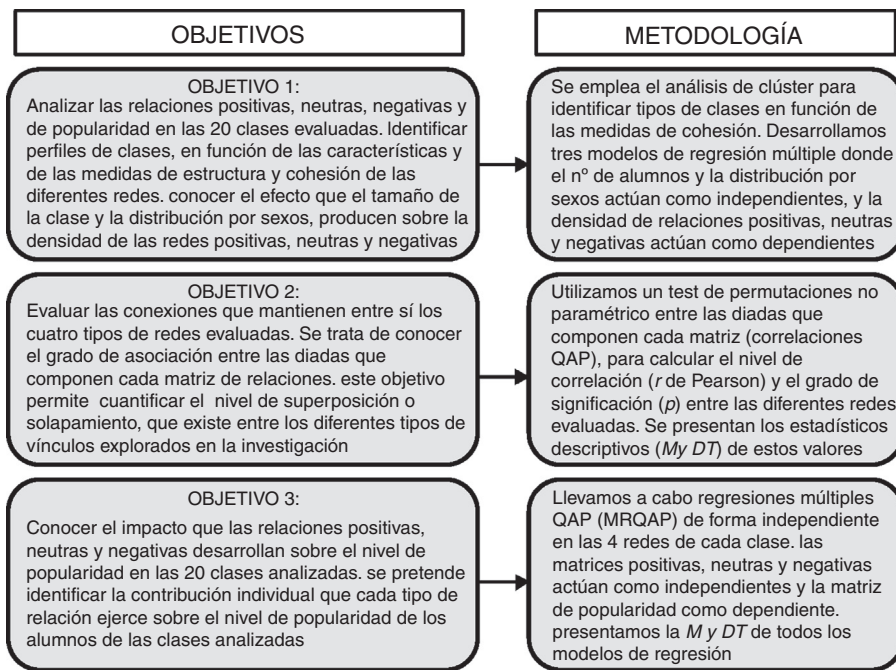 OBJETIVOS
METODOLOGÍA
OBJETIVO 1:
Analizar las relaciones positivas, neutras, negativas y
de popularidad en las 20 clases evaluadas. Identificar
perfiles de clases, en función de las características y
de las medidas de estructura y cohesión de las
diferentes redes. conocer el efecto que el tamaño de
la clase y la distribución por sexos, producen sobre la
densidad de las redes positivas, neutras y negativas
Se emplea el análisis de clúster para
identificar tipos de clases en función de
las medidas de cohesión. Desarrollamos
tres modelos de regresión múltiple donde
el nº de alumnos y la distribución por
sexos actúan como independientes, y la
densidad de relaciones positivas, neutras
y negativas actúan como dependientes
OBJETIVO 2:
Evaluar las conexiones que mantienen entre sí los
cuatro tipos de redes evaluadas. Se trata de conocer
el grado de asociación entre las diadas que
componen cada matriz de relaciones. este objetivo
permite cuantificar el nivel de superposición o
solapamiento, que existe entre los diferentes tipos de
vínculos explorados en la investigación
Utilizamos un test de permutaciones no
paramétrico entre las diadas que
componen cada matriz (correlaciones
QAP), para calcular el nivel de
correlación (r de Pearson) y el grado de
significación (p) entre las diferentes redes
evaluadas. Se presentan los estadísticos
descriptivos (My DT) de estos valores
OBJETIVO 3:
Conocer el impacto que las relaciones positivas,
neutras y negativas desarrollan sobre el nivel de
popularidad en las 20 clases analizadas. se pretende
identificar la contribución individual que cada tipo de
relación ejerce sobre el nivel de popularidad de los
alumnos de las clases analizadas
Llevamos a cabo regresiones múltiples
QAP (MRQAP) de forma independiente
en las 4 redes de cada clase. las
matrices positivas, neutras y negativas
actúan como independientes y la matriz
de popularidad como dependiente.
presentamos la M y DT de todos los
modelos de regresión